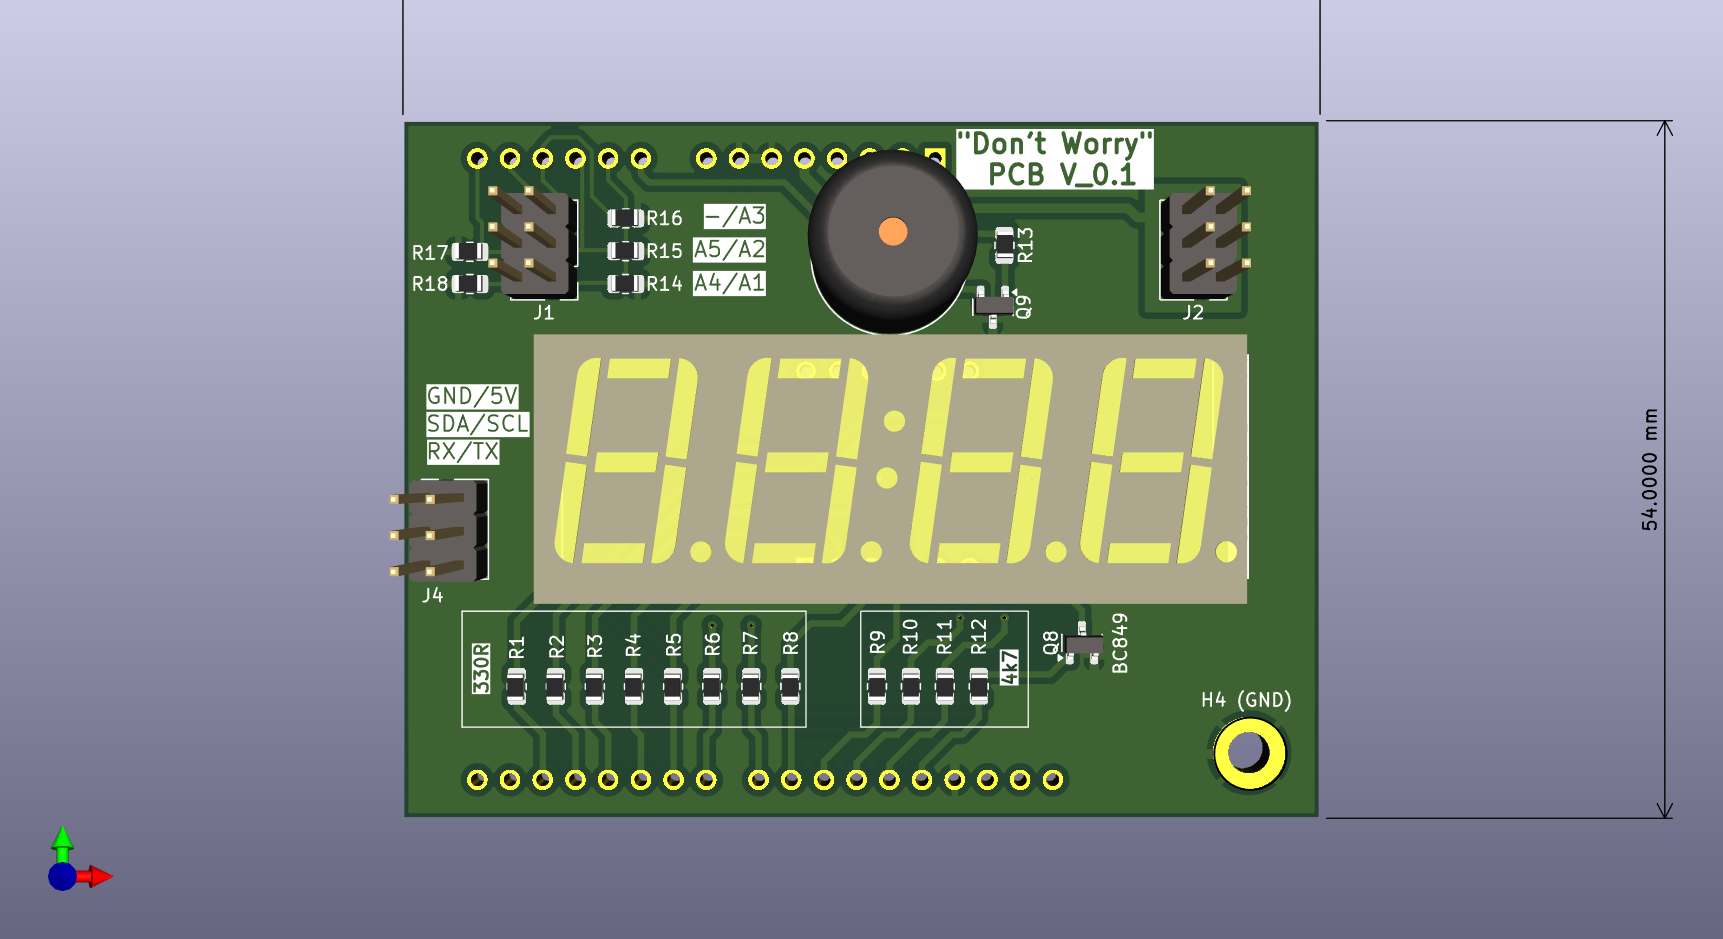 "Don't Worry"
PCB V_0.1
R16
-/A3
R17
R15
A5/A2
R13
R18
R14
A4/A1
J1
Q9
J2
GND/5V
SDA/SCL
RX/TX
54.0000 mm
J4
330R
R1
R2
R3
R4
R5
R6
R7
R8
R9
R10
R11
R12
4k7
Q8
BC849
H4 (GND)